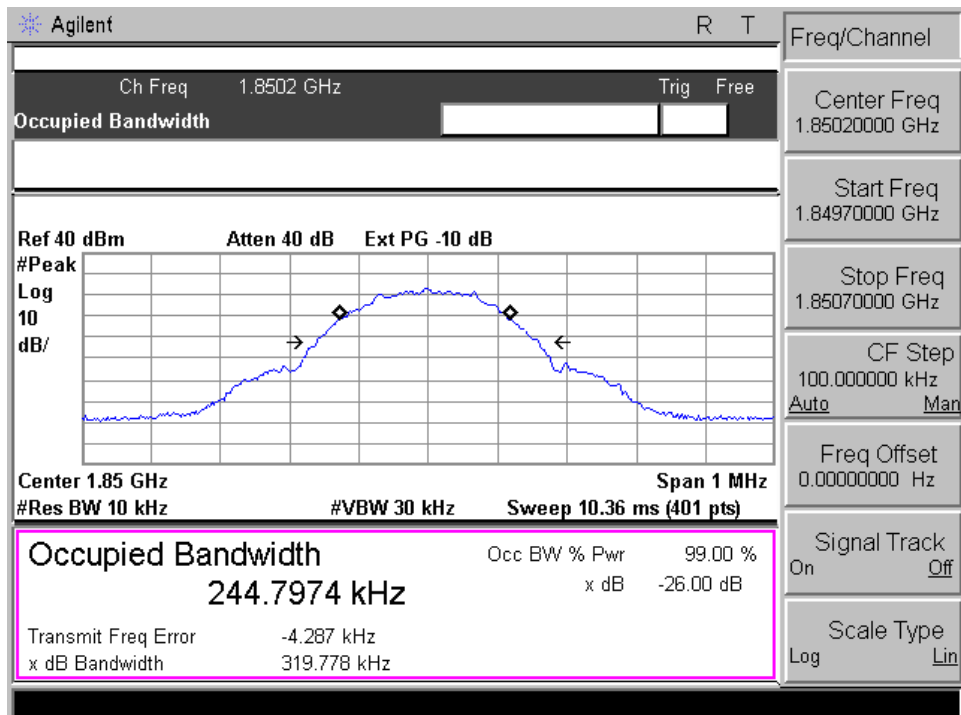 Agilent R T
Ch Freq 1.8502 GHz Trig Free
Occupied Bandwidth
Ref 40 dBm Atten 40 dB Ext PG -10 dB
#Peak
Log
10
dB/
Center 1.85 GHz Span 1 MHz
#Res BW 10 kHz #VBW 30 kHz Sweep 10.36 ms (401 pts)
Occupied Bandwidth Occ BW % Pwr 99.00 %
244.7974 kHz x dB -26.00 dB
Transmit Freq Error -4.287 kHz
x dB Bandwidth 319.778 kHz
Freq/Channel
Center Freq
1.85020000 GHz
Start Freq
1.84970000 GHz
Stop Freq
1.85070000 GHz
CF Step
100.000000 kHz
Auto Man
Freq Offset
0.00000000 Hz
Signal Track
On Off
Scale Type
Log Lin